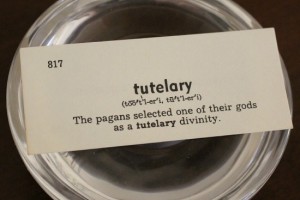 817
tutelary
The pagans selected one of their gods
as a tutelary divinity.